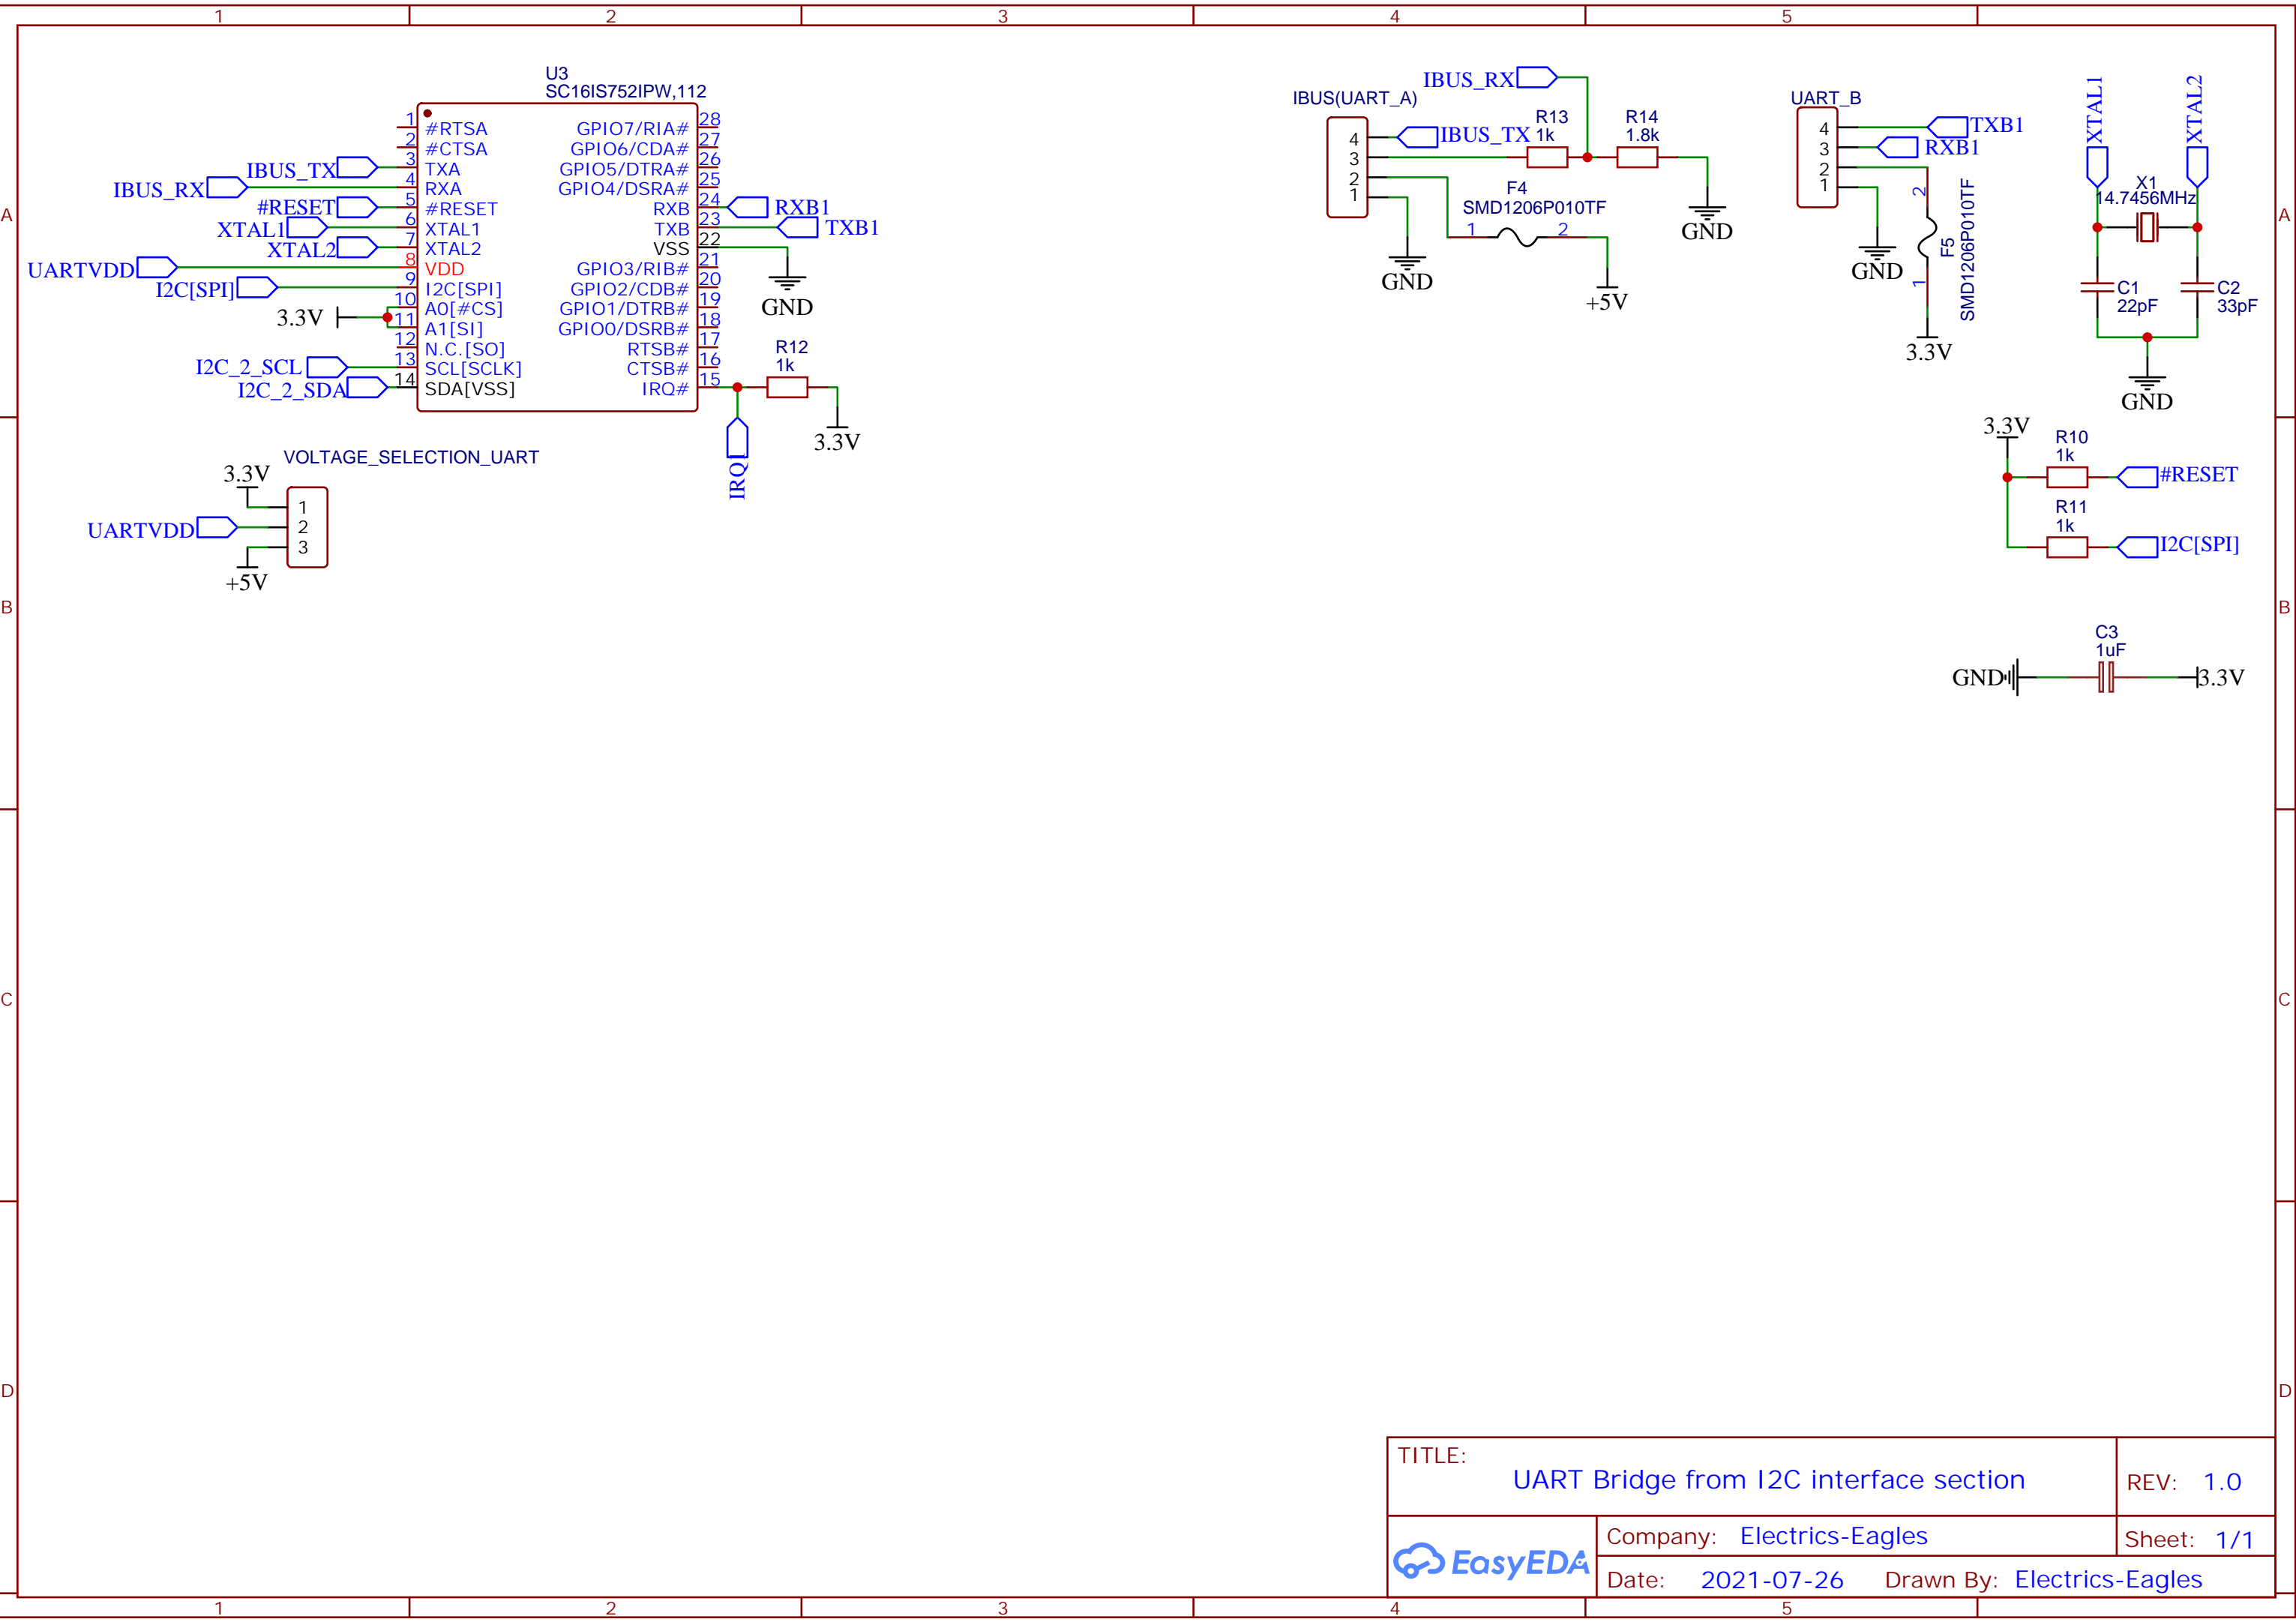 1 2 3 4 5
A
B
C
D
A
B
C
D
U3
SC16IS752IPW,112
1 #RTSA
2 #CTSA
IBUS_TX 3 TXA
IBUS_RX 4 RXA
#RESET 5 #RESET
XTAL1 6 XTAL1
XTAL2 7 XTAL2
UARTVDD 8 VDD
I2C[SPI] 9 I2C[SPI]
10 A0[#CS]
3.3V
11 A1[SI]
12 N.C.[SO]
I2C_2_SCL 13 SCL[SCLK]
I2C_2_SDA 14 SDA[VSS]
GPIO7/RIA# 28
GPIO6/CDA# 27
GPIO5/DTRA# 26
GPIO4/DSRA# 25
RXB 24 RXB1
TXB 23 TXB1
VSS 22
GND
GPIO3/RIB# 21
GPIO2/CDB# 20
GPIO1/DTRB# 19
GPIO0/DSRB# 18
RTSB# 17
CTSB# 16
IRQ# 15
R12
1k
3.3V
IRQ1
VOLTAGE_SELECTION_UART
3.3V
1
UARTVDD 2
3
+5V
IBUS_RX
IBUS(UART_A)
4 IBUS_TX
3
2
1
R13
1k
R14
1.8k
F4
SMD1206P010TF
1 2
GND
GND
+5V
UART_B
4 TXB1
3 RXB1
2
1
GND
2
F5
SMD1206P010TF
1
3.3V
XTAL1
XTAL2
X1
14.7456MHz
C1
22pF
C2
33pF
GND
3.3V
R10
1k
#RESET
R11
1k
I2C[SPI]
C3
1uF
GND 3.3V
TITLE:
UART Bridge from I2C interface section
REV: 1.0
EasyEDA
Company: Electrics-Eagles
Sheet: 1/1
Date: 2021-07-26 Drawn By: Electrics-Eagles
1 2 3 4 5